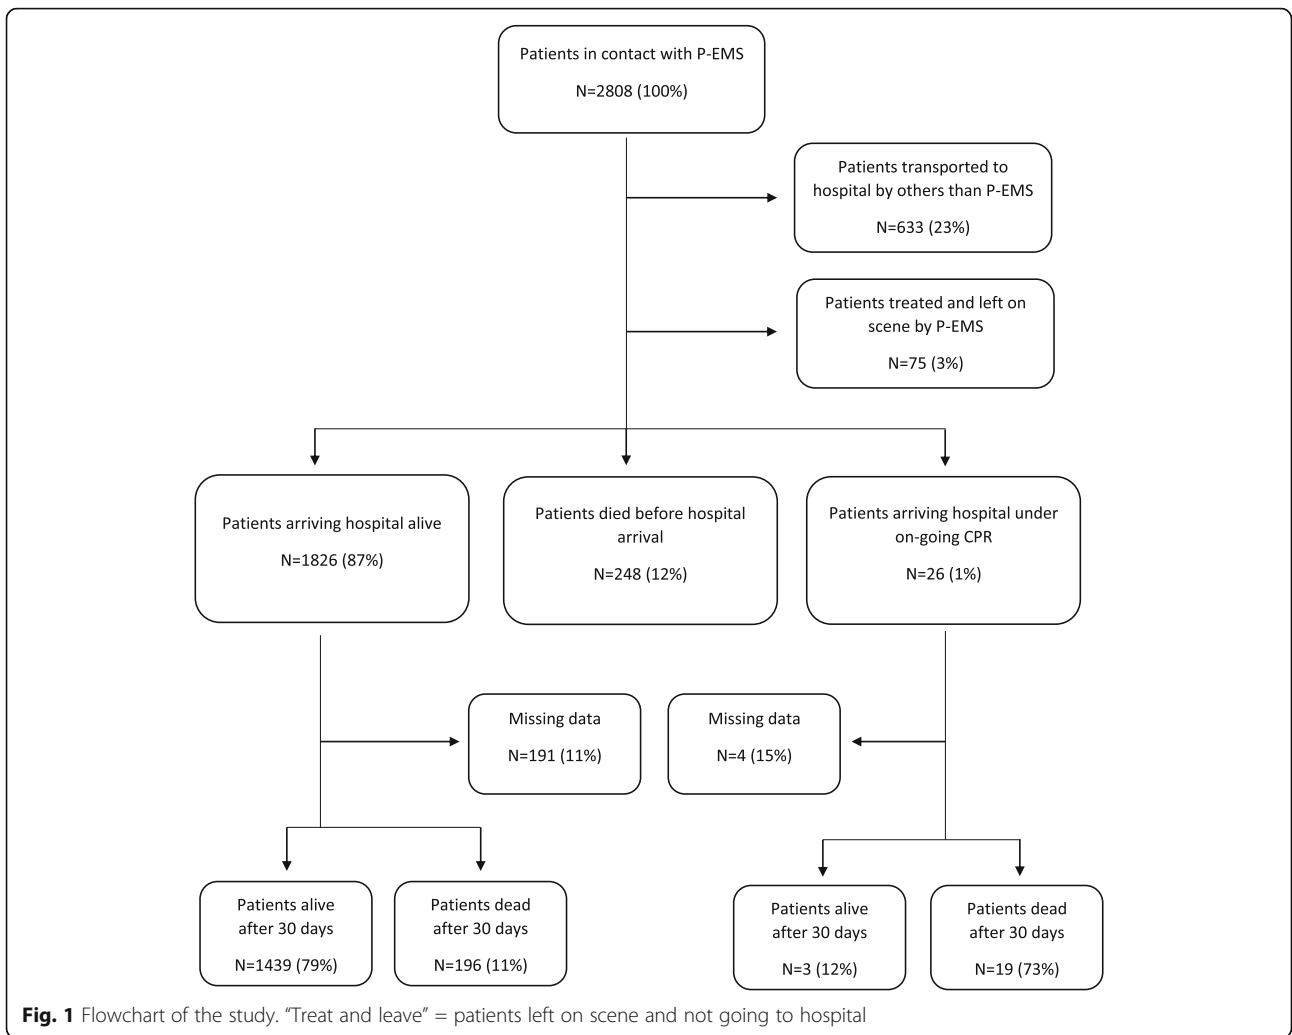 Patients in contact with P-EMS
N=2808 (100%)
Patients transported to
hospital by others than P-EMS
N=633 (23%)
Patients treated and left on
scene by P-EMS
N=75 (3%)
Patients arriving hospital alive
N=1826 (87%)
Patients died before hospital
arrival
N=248 (12%)
Patients arriving hospital under
on-going CPR
N=26 (1%)
Missing data
N=191 (11%)
Missing data
N=4 (15%)
Patients alive
after 30 days
N=1439 (79%)
Patients dead
after 30 days
N=196 (11%)
Patients alive
after 30 days
N=3 (12%)
Patients dead
after 30 days
N=19 (73%)
Fig. 1 Flowchart of the study. “Treat and leave” = patients left on scene and not going to hospital